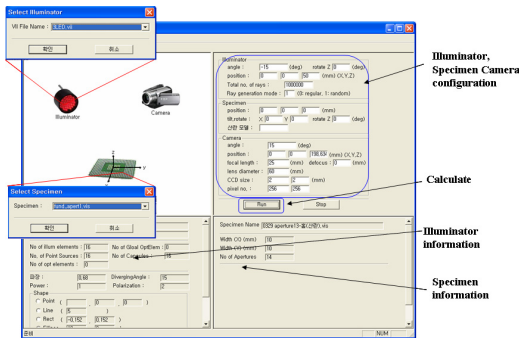 Select Illuminator
VII File Name :
확인
취소
Illuminator
Camera
z
y
Select Specimen
Specimen :
fund_apert1.vis
확인
취소
No of illum elements : 16
No of Gloal OptElem : 0
No. of Point Sources : 16
No of Cameras :
No of opt elements : 0
파장 : 0.68
DivergingAngle : 15
Power : 1
Polarization : 2
Shape
Point ( , 0 , 0 )
Line ( 5 )
Rect ( -0.152 , 0.152 )
준비
Illuminator
angle : -15 (deg) rotate Z 0 (deg)
position : 0 0 50 (mm) (X,Y,Z)
Total no. of rays : 1000000
Ray generation mode : 1 (0: regular, 1: random)
Specimen
position : 0 0 0 (mm)
tilt,rotate : X 0 Y 0 rotate Z 0 (deg)
산란 모델 :
Camera
angle : 15 (deg)
position : 0 0 (mm) (X,Y,Z)
focal length : 25 (mm) defocus : 0 (mm)
lens diameter : 60 (mm)
CCD size : 2 2 (mm)
pixel no. : 256 256
Run
Stop
Specimen Name
Width (X) (mm) 10
Width (Y) (mm) 10
No of Apertures 14
NUM
Illuminator,
Specimen Camera
configuration
Calculate
Illuminator
information
Specimen
information